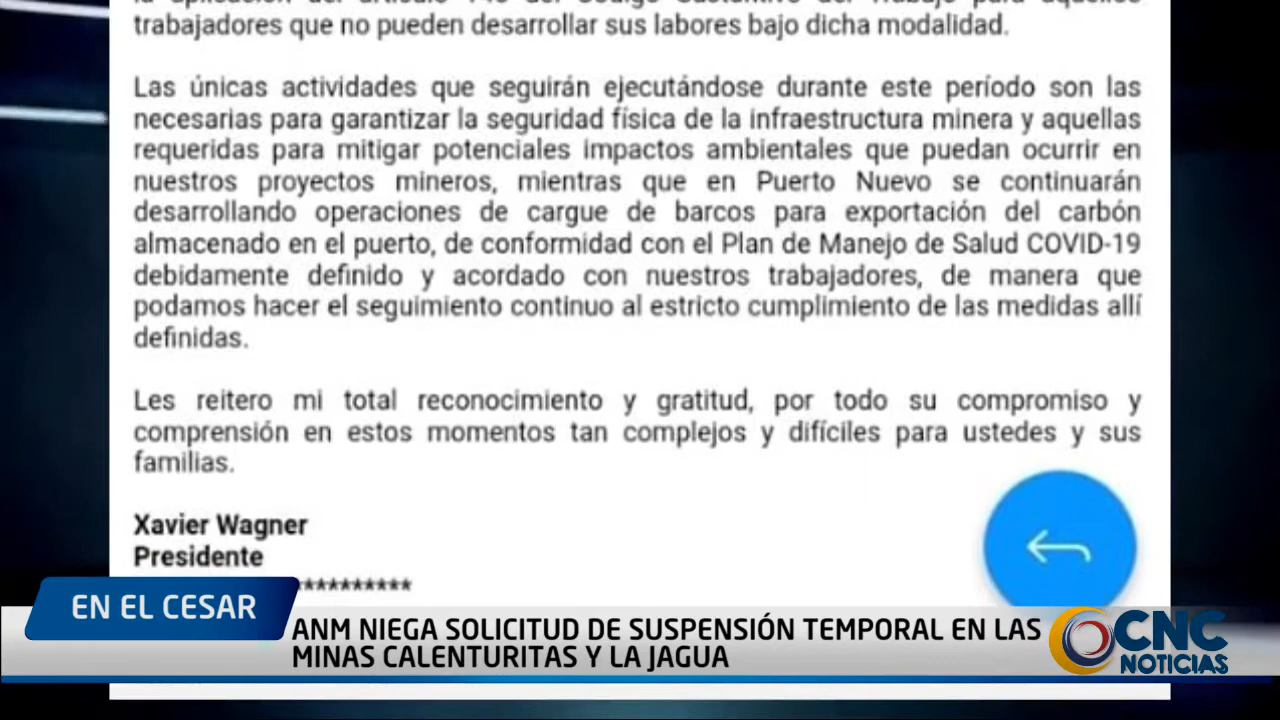 trabajadores que no pueden desarrollar sus labores bajo dicha modalidad.
Las únicas actividades que seguirán ejecutándose durante este período son las
necesarias para garantizar la seguridad física de la infraestructura minera y aquellas
requeridas para mitigar potenciales impactos ambientales que puedan ocurrir en
nuestros proyectos mineros, mientras que en Puerto Nuevo se continuarán
desarrollando operaciones de cargue de barcos para exportación del carbón
almacenado en el puerto, de conformidad con el Plan de Manejo de Salud COVID-19
debidamente definido y acordado con nuestros trabajadores, de manera que
podamos hacer el seguimiento continuo al estricto cumplimiento de las medidas allí
definidas.
Les reitero mi total reconocimiento y gratitud, por todo su compromiso y
comprensión en estos momentos tan complejos y difíciles para ustedes y sus
familias.
Xavier Wagner
Presidente
***********
EN EL CESAR
ANM NIEGA SOLICITUD DE SUSPENSIÓN TEMPORAL EN LAS
MINAS CALENTURITAS Y LA JAGUA
CNC
NOTICIAS